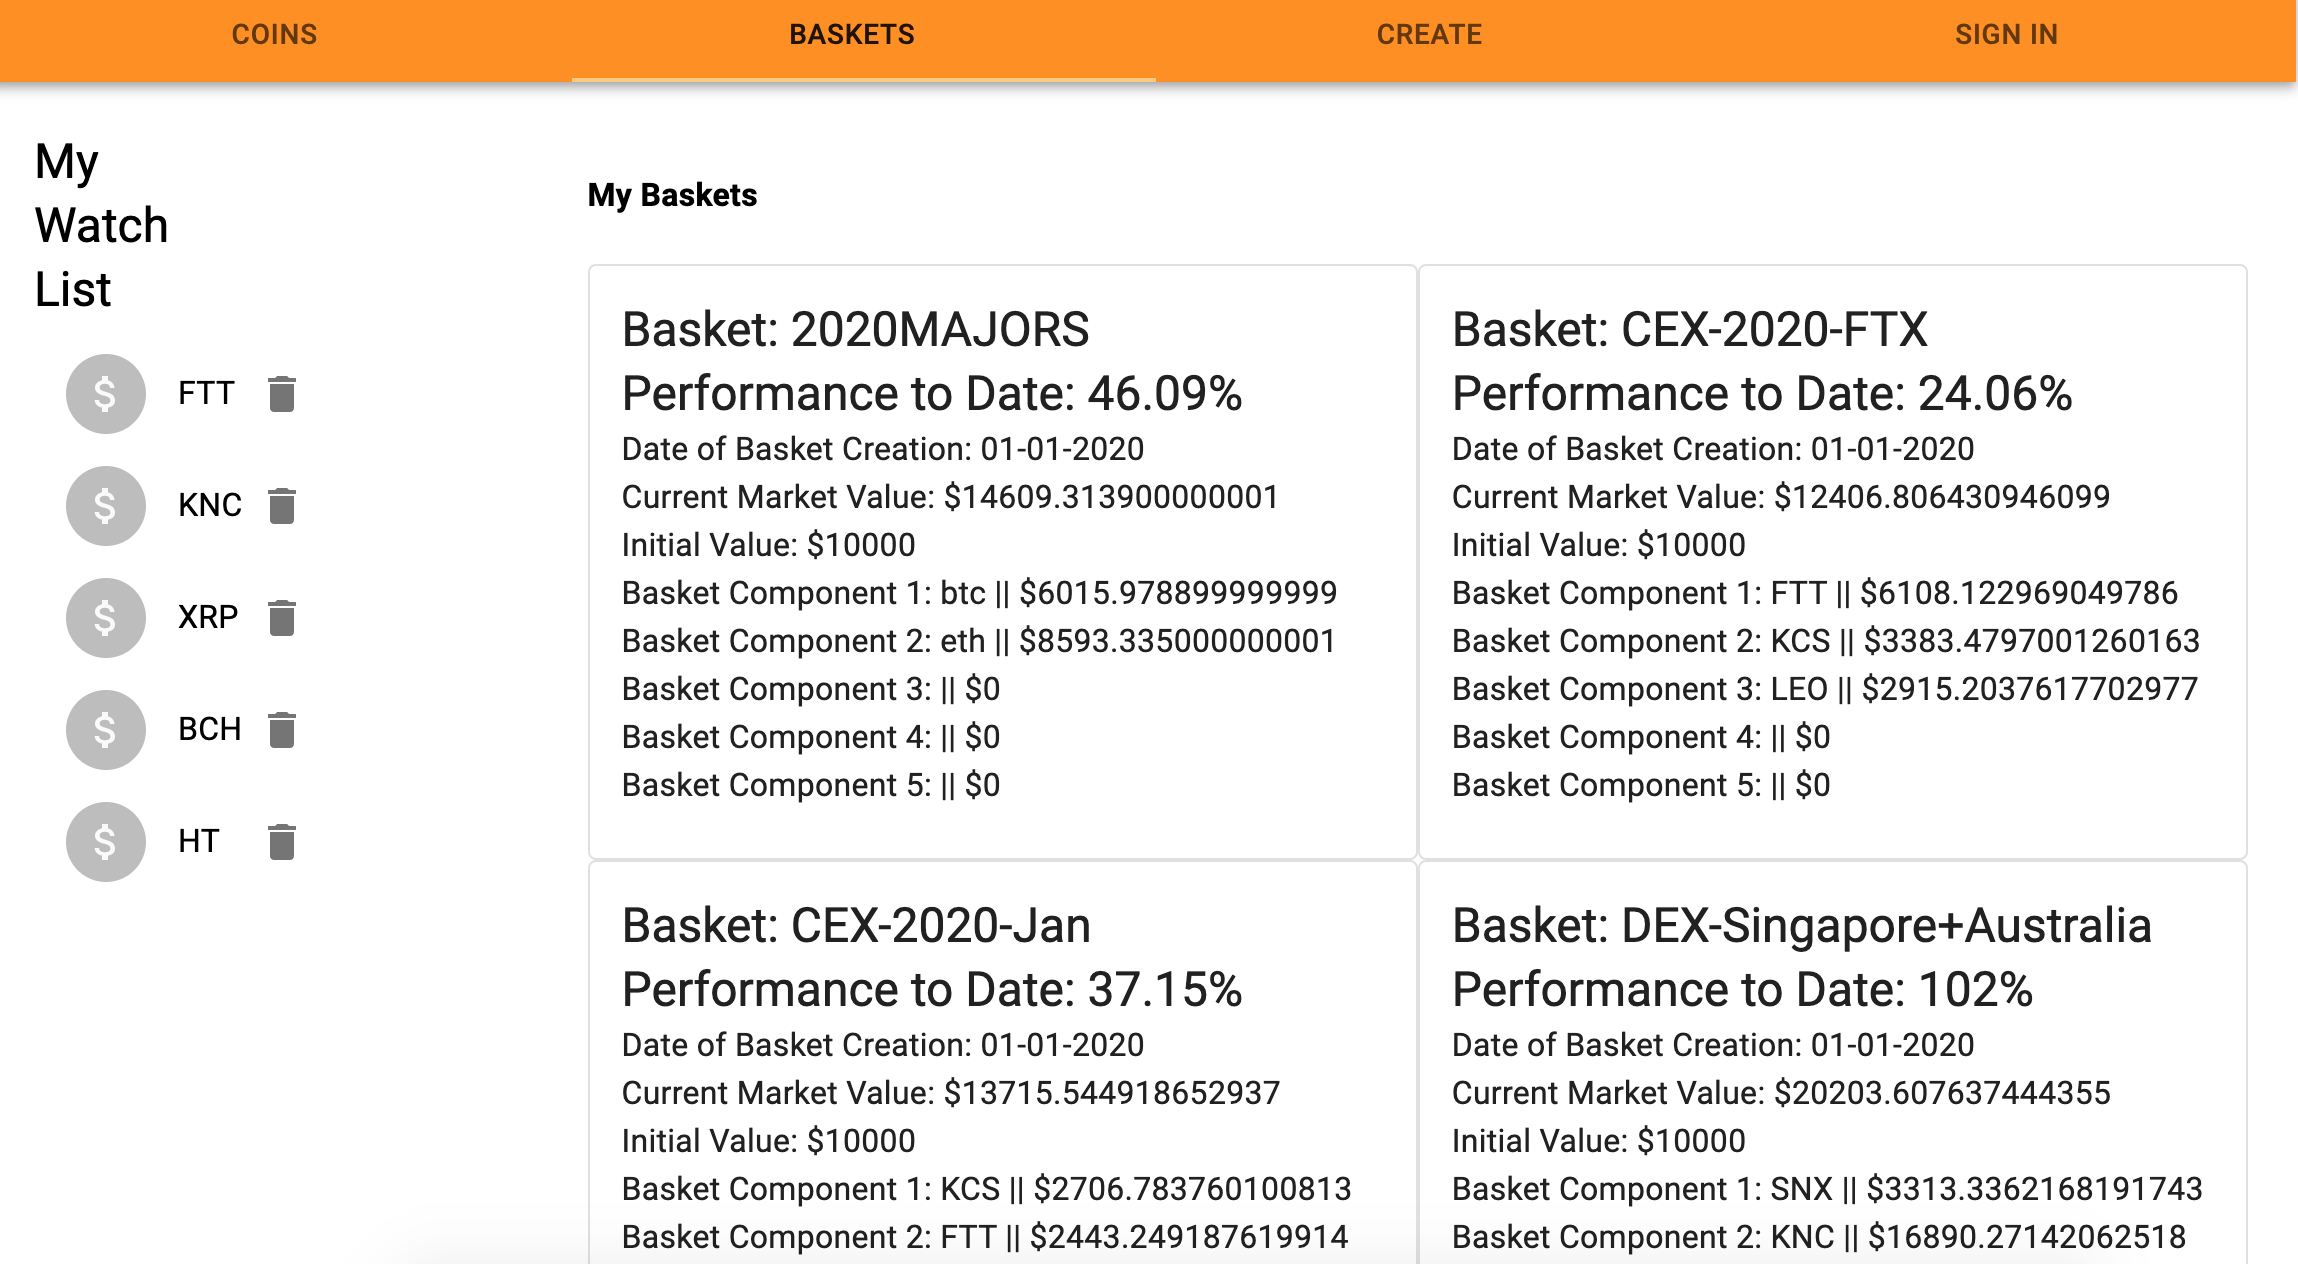 COINS
BASKETS
CREATE
SIGN IN
My
Watch
List
FTT
KNC
XRP
BCH
HT
My Baskets
Basket: 2020MAJORS
Performance to Date: 46.09%
Date of Basket Creation: 01-01-2020
Current Market Value: $14609.313900000001
Initial Value: $10000
Basket Component 1: btc || $6015.978899999999
Basket Component 2: eth || $8593.335000000001
Basket Component 3: || $0
Basket Component 4: || $0
Basket Component 5: || $0
Basket: CEX-2020-FTX
Performance to Date: 24.06%
Date of Basket Creation: 01-01-2020
Current Market Value: $12406.806430946099
Initial Value: $10000
Basket Component 1: FTT || $6108.122969049786
Basket Component 2: KCS || $3383.4797001260163
Basket Component 3: LEO || $2915.2037617702977
Basket Component 4: || $0
Basket Component 5: || $0
Basket: CEX-2020-Jan
Performance to Date: 37.15%
Date of Basket Creation: 01-01-2020
Current Market Value: $13715.544918652937
Initial Value: $10000
Basket Component 1: KCS || $2706.783760100813
Basket Component 2: FTT || $2443.249187619914
Basket: DEX-Singapore+Australia
Performance to Date: 102%
Date of Basket Creation: 01-01-2020
Current Market Value: $20203.607637444355
Initial Value: $10000
Basket Component 1: SNX || $3313.3362168191743
Basket Component 2: KNC || $16890.27142062518